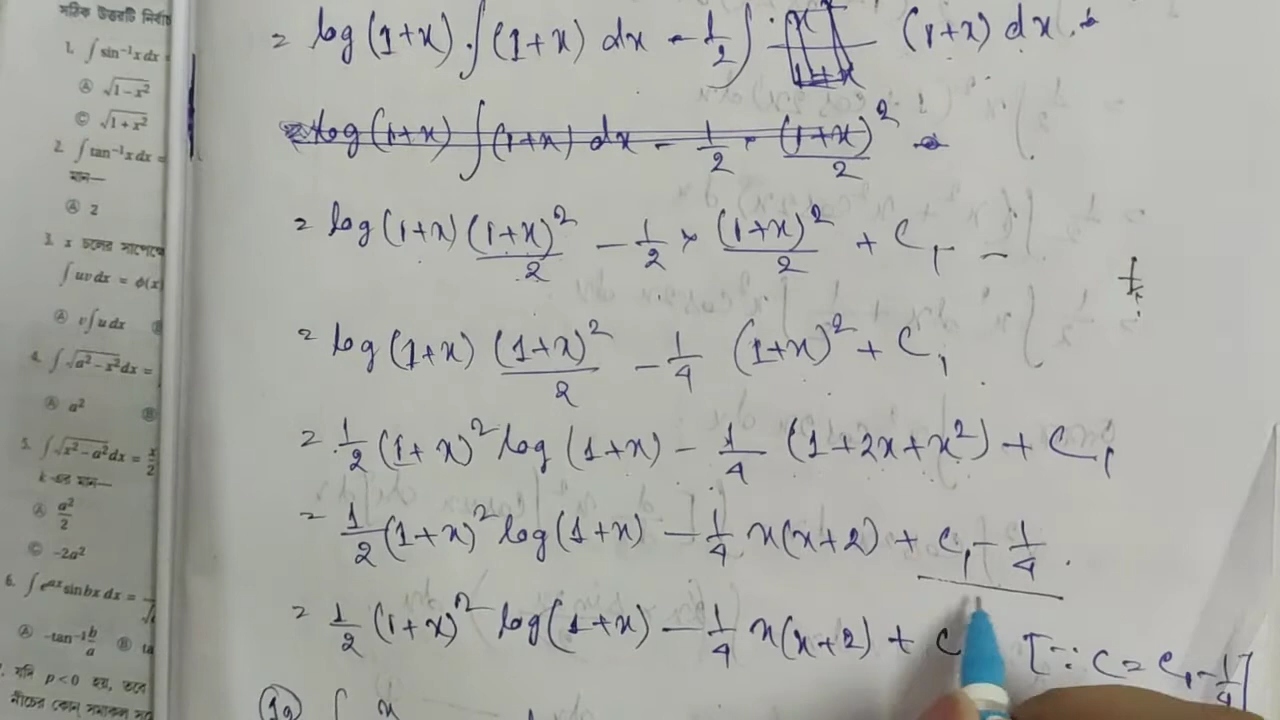 সঠিক উত্তরটি নির্বা
1. ∫ sin⁻¹x dx =
Ⓐ √(1−x²)
Ⓒ √(1+x²)
2. ∫ tan⁻¹x dx =
মান—
Ⓐ 2
3. x চলের সাপেক্ষে
∫ uv dx = ϕ(x)
Ⓐ v∫u dx Ⓑ
4. ∫ √(a²−x²) dx =
Ⓐ a² Ⓑ
5. ∫ √(x²−a²) dx = x/2
k এর মান—
Ⓐ a²/2
Ⓒ −2a²
6. ∫ eᵃˣ sin bx dx =
Ⓐ −tan⁻¹ b/a Ⓑ ta
যদি p<0 হয়, তবে
নীচের কোন্
= log(1+x) · ∫(1+x) dx − 1/2 ∫ (1+x) dx
= log(1+x) ∫(1+x) dx − 1/2 · (1+x)²/2
= log(1+x) (1+x)²/2 − 1/2 × (1+x)²/2 + C₁ −
= log(1+x) (1+x)²/2 − 1/4 (1+x)² + C₁
= 1/2 (1+x)² log(1+x) − 1/4 (1+2x+x²) + C₁
= 1/2 (1+x)² log(1+x) − 1/4 x(x+2) + C₁ − 1/4 .
= 1/2 (1+x)² log(1+x) − 1/4 x(x+2) + C [∵ C = C₁ − 1/4]